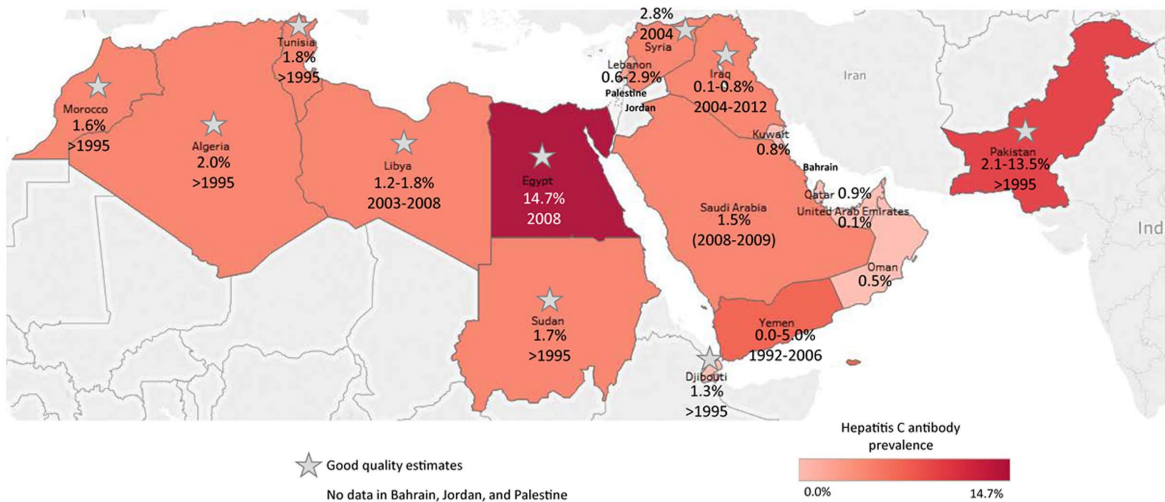 Tunisia
1.8%
>1995
Morocco
1.6%
>1995
Algeria
2.0%
>1995
Libya
1.2-1.8%
2003-2008
Egypt
14.7%
2008
Sudan
1.7%
>1995
2.8%
2004
Syria
Lebanon
0.6-2.9%
Palestine
Jordan
Iraq
0.1-0.8%
2004-2012
Iran
Kuwait
0.8%
Bahrain
Qatar 0.9%
United Arab Emirates
0.1%
Saudi Arabia
1.5%
(2008-2009)
Oman
0.5%
Yemen
0.0-5.0%
1992-2006
Djibouti
1.3%
>1995
Pakistan
2.1-13.5%
>1995
Ind
Good quality estimates
No data in Bahrain, Jordan, and Palestine
Hepatitis C antibody
prevalence
0.0% 14.7%